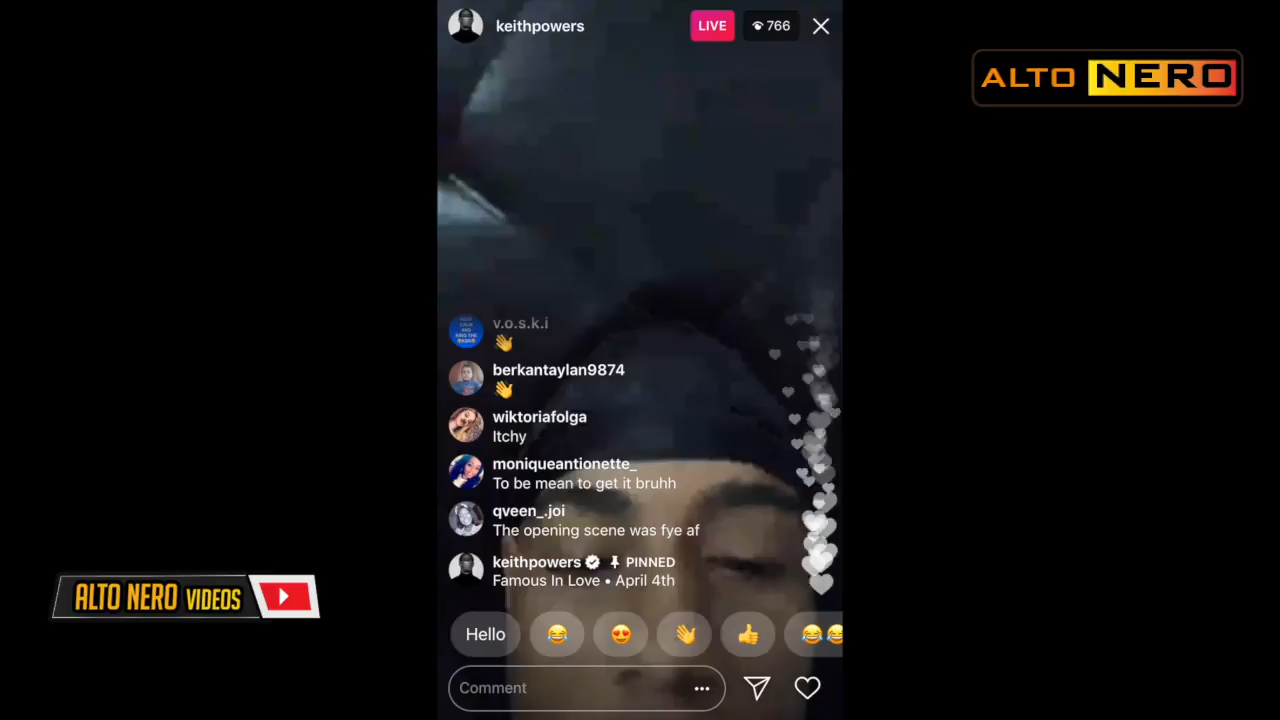 keithpowers
LIVE
766
ALTO NERO
v.o.s.k.i
berkantaylan9874
wiktoriafolga
Itchy
moniqueantionette_
To be mean to get it bruhh
qveen_.joi
The opening scene was fye af
keithpowers PINNED
Famous In Love • April 4th
ALTO NERO VIDEOS
Hello
Comment